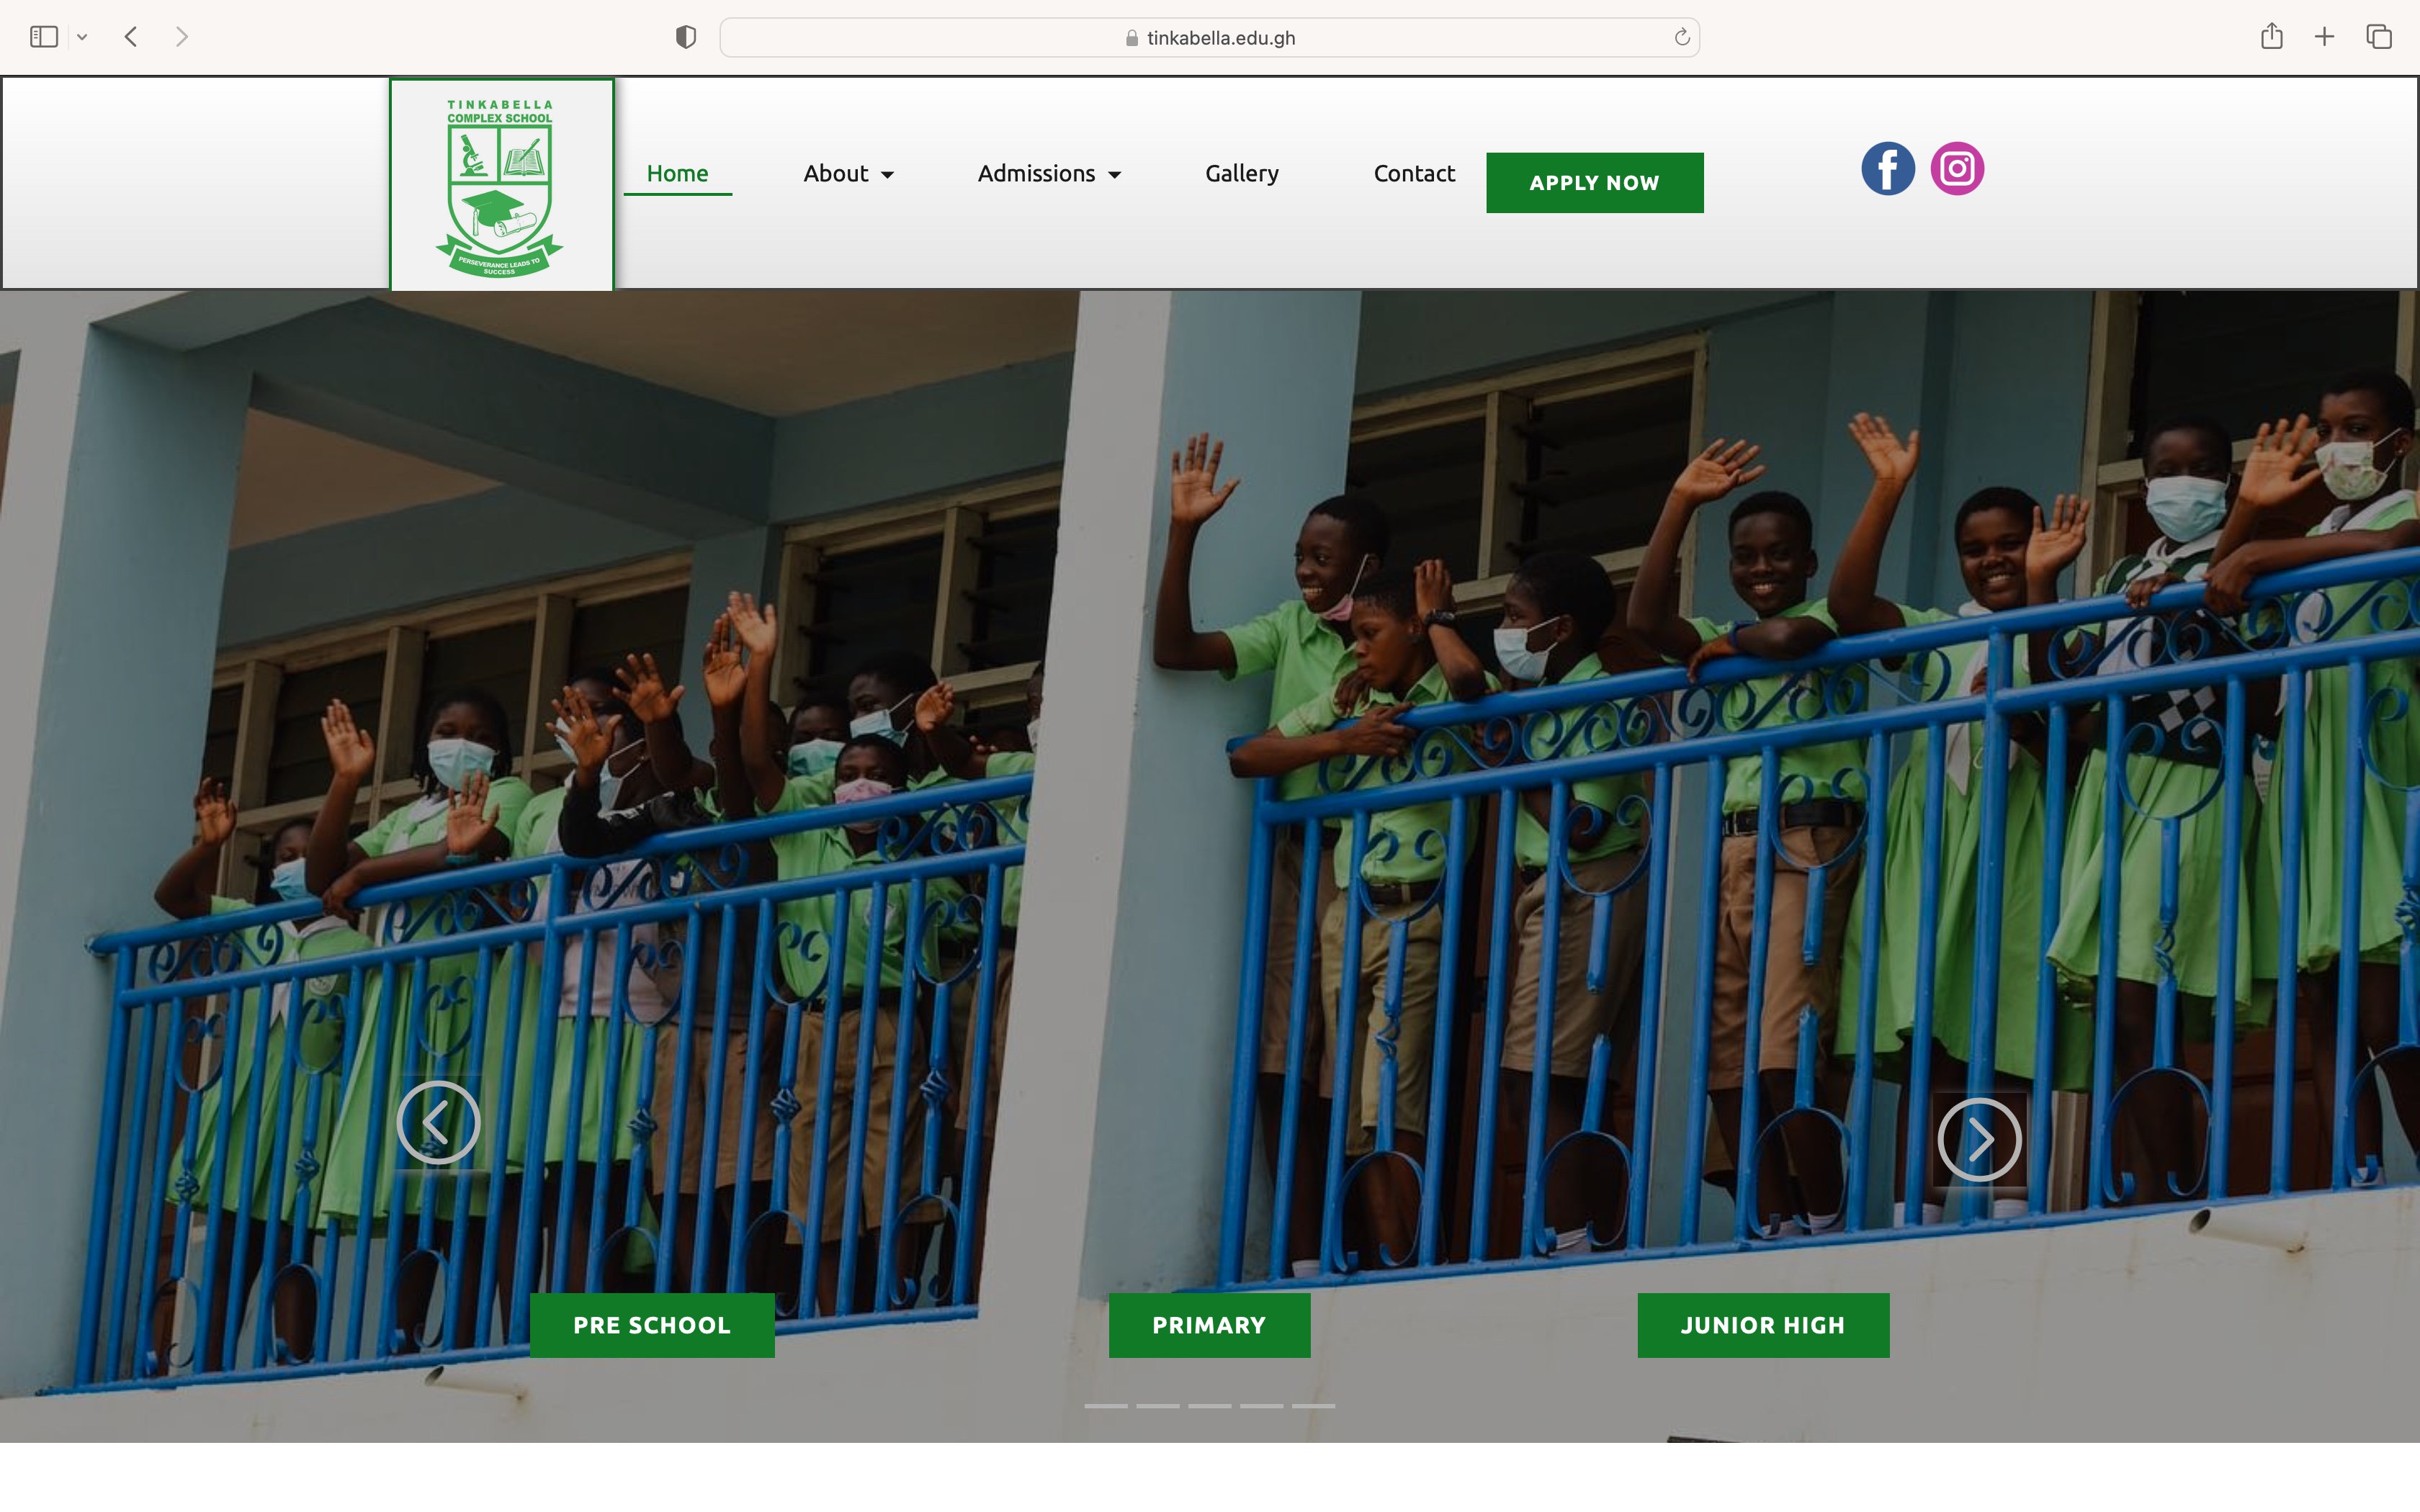 tinkabella.edu.gh
TINKABELLA
COMPLEX SCHOOL
PERSEVERANCE LEADS TO
SUCCESS
Home
About
Admissions
Gallery
Contact
APPLY NOW
PRE SCHOOL
PRIMARY
JUNIOR HIGH